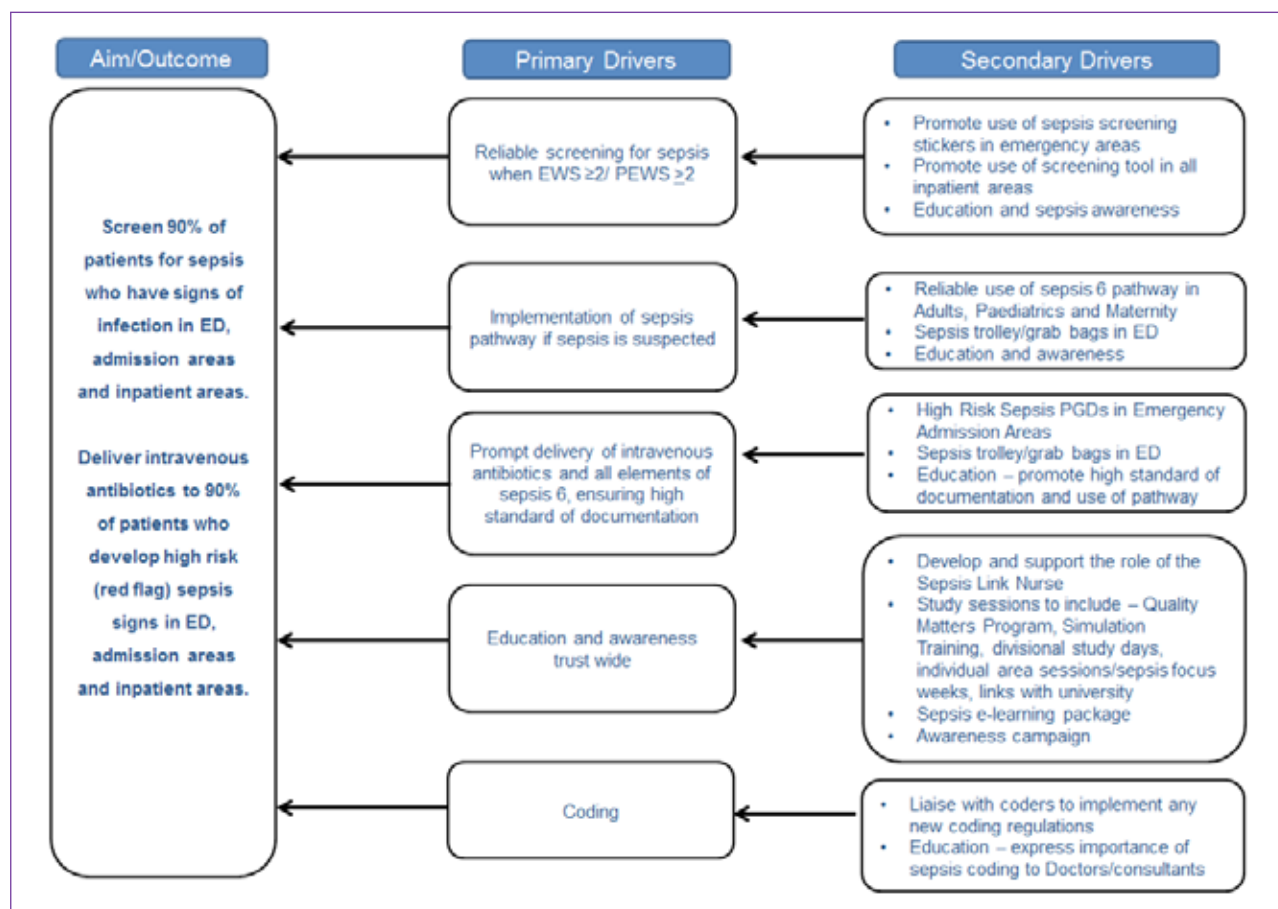 Aim/Outcome
Screen 90% of
patients for sepsis
who have signs of
infection in ED,
admission areas
and inpatient areas.
Deliver intravenous
antibiotics to 90%
of patients who
develop high risk
(red flag) sepsis
signs in ED,
admission areas
and inpatient areas.
Primary Drivers
Reliable screening for sepsis
when EWS ≥2/ PEWS ≥2
Implementation of sepsis
pathway if sepsis is suspected
Prompt delivery of intravenous
antibiotics and all elements of
sepsis 6, ensuring high
standard of documentation
Education and awareness
trust wide
Coding
Secondary Drivers
• Promote use of sepsis screening
stickers in emergency areas
• Promote use of screening tool in all
inpatient areas
• Education and sepsis awareness
• Reliable use of sepsis 6 pathway in
Adults, Paediatrics and Maternity
• Sepsis trolley/grab bags in ED
• Education and awareness
• High Risk Sepsis PGDs in Emergency
Admission Areas
• Sepsis trolley/grab bags in ED
• Education – promote high standard of
documentation and use of pathway
• Develop and support the role of the
Sepsis Link Nurse
• Study sessions to include – Quality
Matters Program, Simulation
Training, divisional study days,
individual area sessions/sepsis focus
weeks, links with university
• Sepsis e-learning package
• Awareness campaign
• Liaise with coders to implement any
new coding regulations
• Education – express importance of
sepsis coding to Doctors/consultants